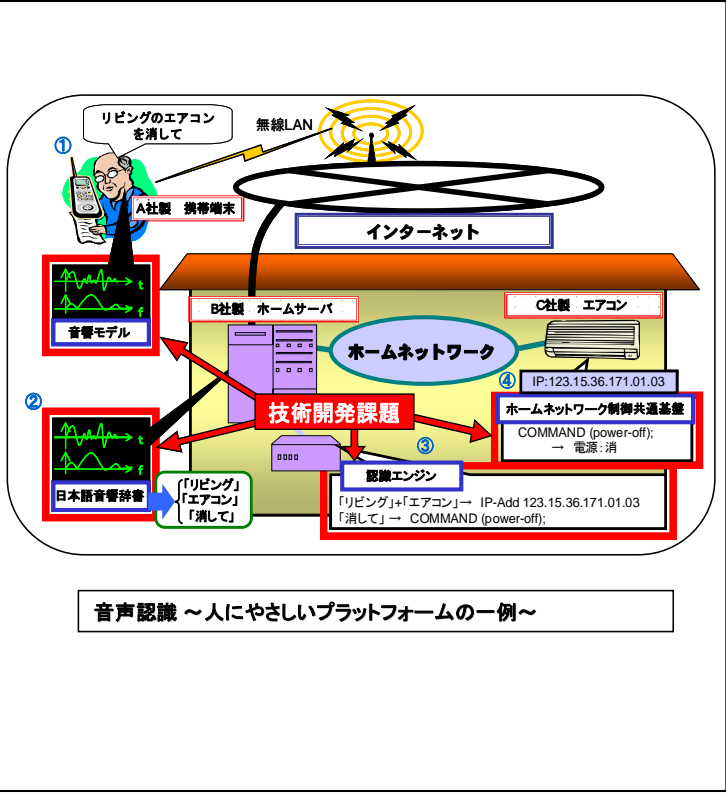 リビングのエアコン
を消して
無線LAN
①
A社製 携帯端末
インターネット
t
f
音響モデル
B社製 ホームサーバ
C社製 エアコン
ホームネットワーク
④
IP:123.15.36.171.01.03
ホームネットワーク制御共通基盤
COMMAND (power-off);
→ 電源:消
技術開発課題
②
t
f
日本語音響辞書
「リビング」
「エアコン」
「消して」
③
認識エンジン
「リビング」+「エアコン」→ IP-Add 123.15.36.171.01.03
「消して」 → COMMAND (power-off);
音声認識 ~人にやさしいプラットフォームの一例~